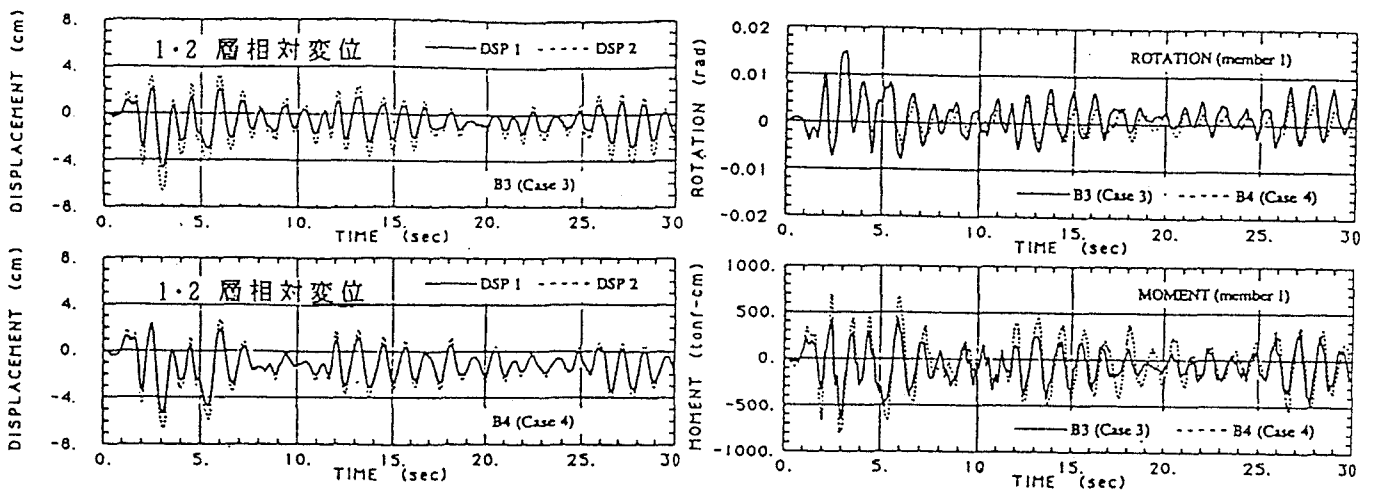 DISPLACEMENT (cm)
8.
4.
0.
-4.
-8.
1・2 層相対変位
DSP 1 DSP 2
B3 (Case 3)
0. 5. 10. 15. 20. 25. 30
TIME (sec)
ROTATION (rad)
0.02
0.01
0
-0.01
-0.02
ROTATION (member 1)
B3 (Case 3) B4 (Case 4)
0. 5. 10. 15. 20. 25. 30
TIME (sec)
DISPLACEMENT (cm)
8.
4.
0.
-4.
-8.
1・2 層相対変位
DSP 1 DSP 2
B4 (Case 4)
0. 5. 10. 15. 20. 25. 30
TIME (sec)
MOMENT (tonf-cm)
1000.
500.
0.
-500.
-1000.
MOMENT (member 1)
B3 (Case 3) B4 (Case 4)
0. 5. 10 15. 20. 25. 30
TIME (sec)